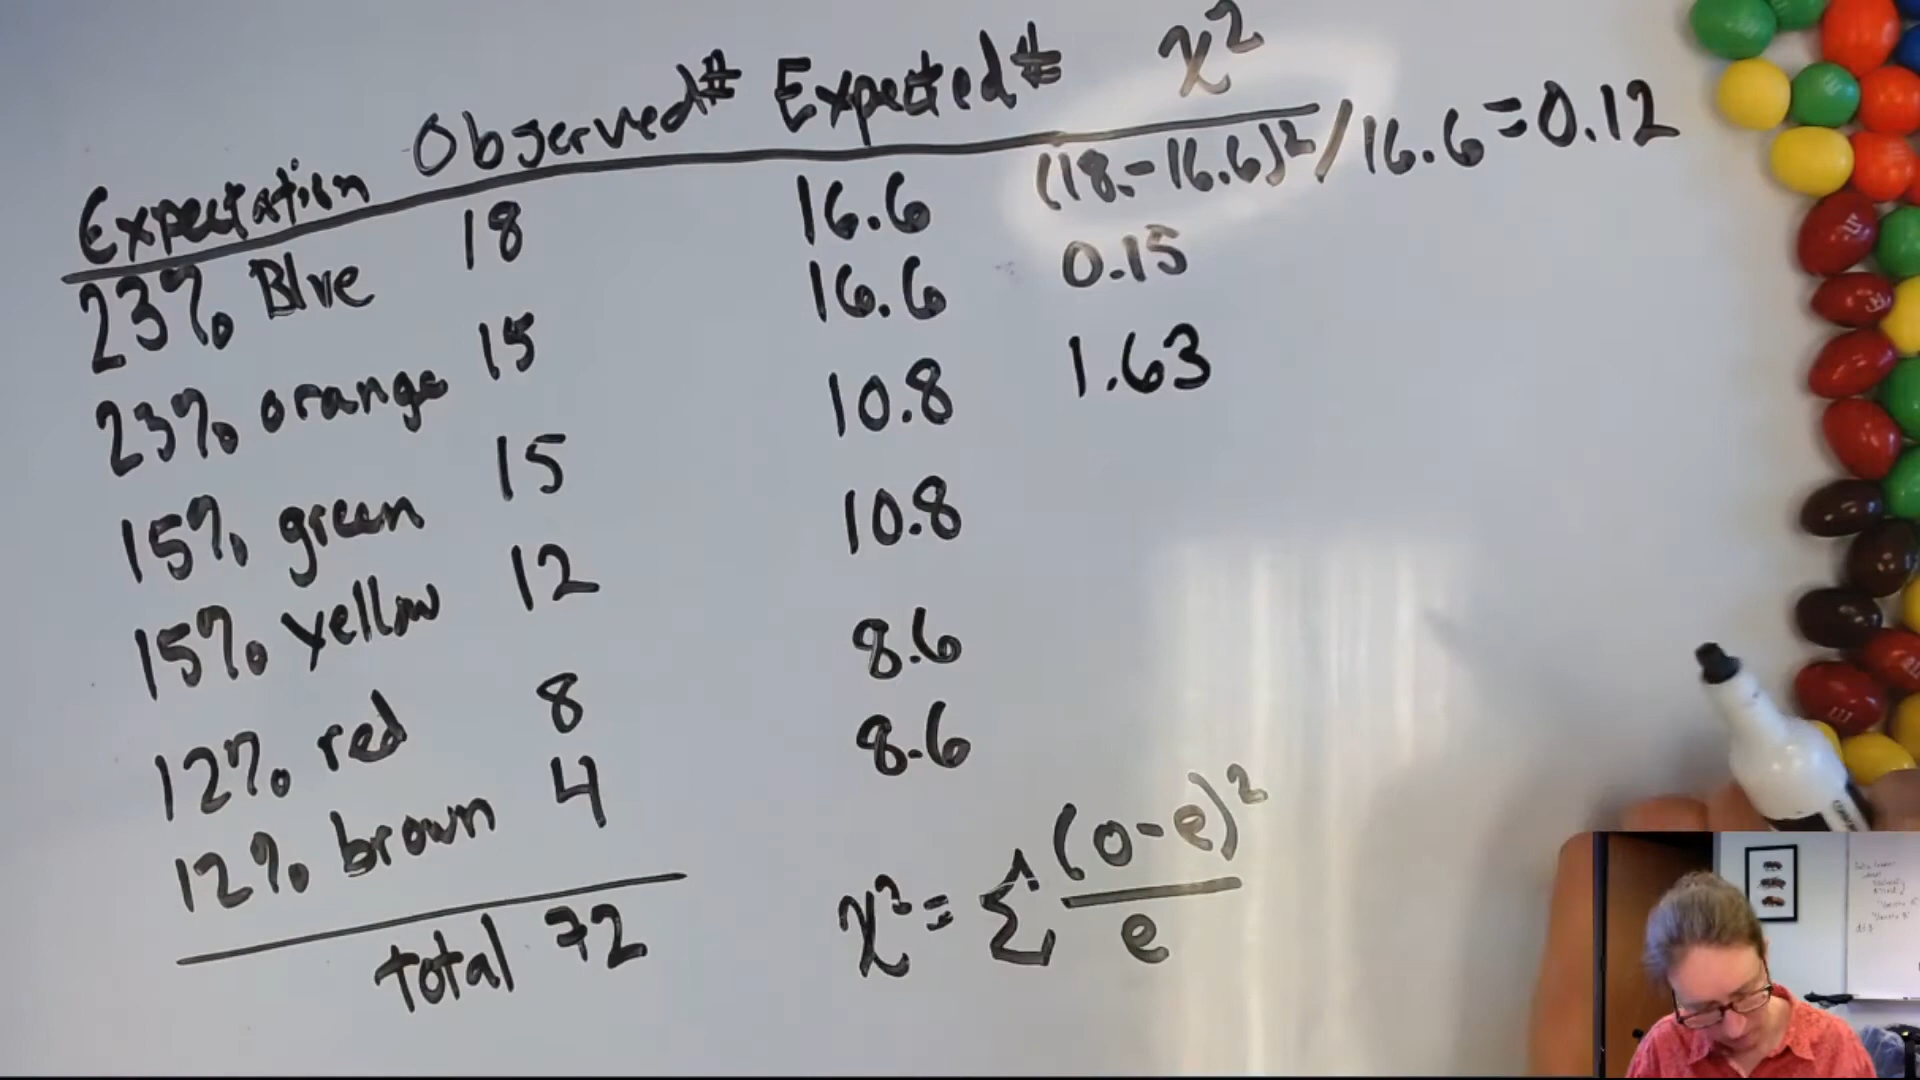 Expectation Observed# Expected# χ²
23% Blue 18 16.6 (18-16.6)²/16.6=0.12
23% orange 15 16.6 0.15
15% green 15 10.8 1.63
15% yellow 12 10.8
12% red 8 8.6
12% brown 4 8.6
total 72
χ²= Σ (o-e)²
e